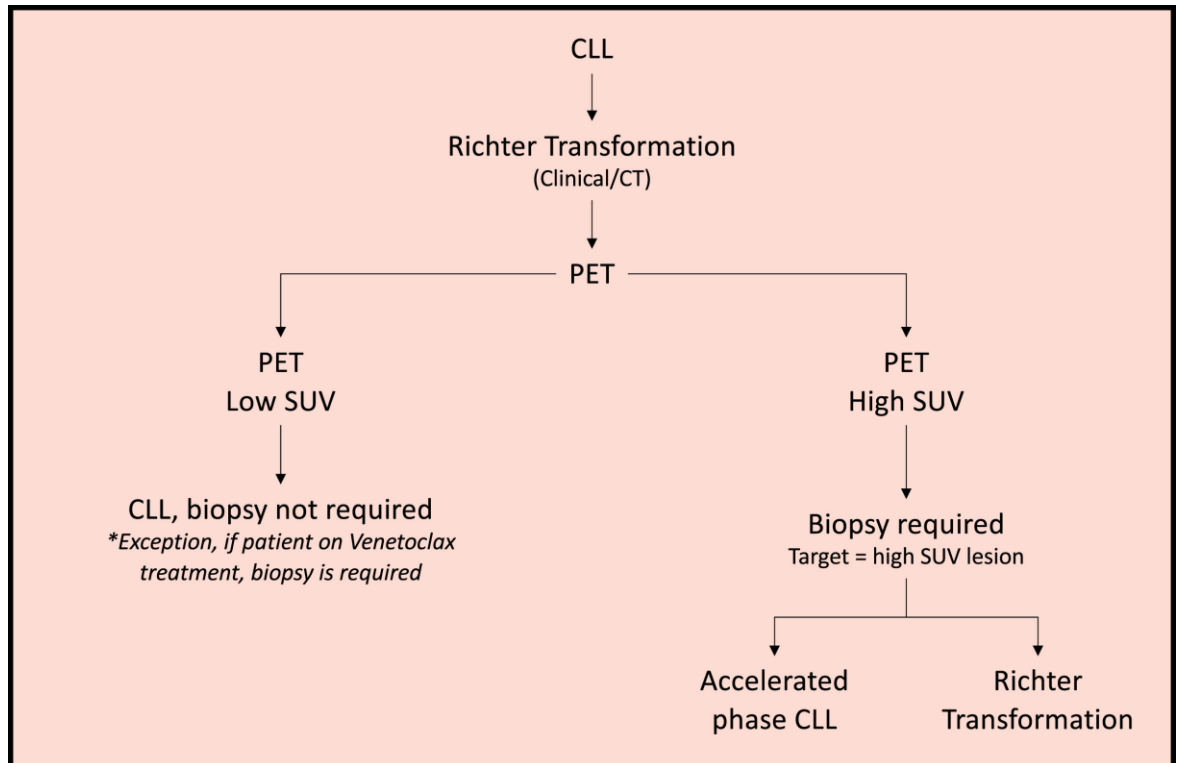 CLL
Richter Transformation
(Clinical/CT)
PET
PET
Low SUV
CLL, biopsy not required
*Exception, if patient on Venetoclax
treatment, biopsy is required
PET
High SUV
Biopsy required
Target = high SUV lesion
Accelerated
phase CLL
Richter
Transformation